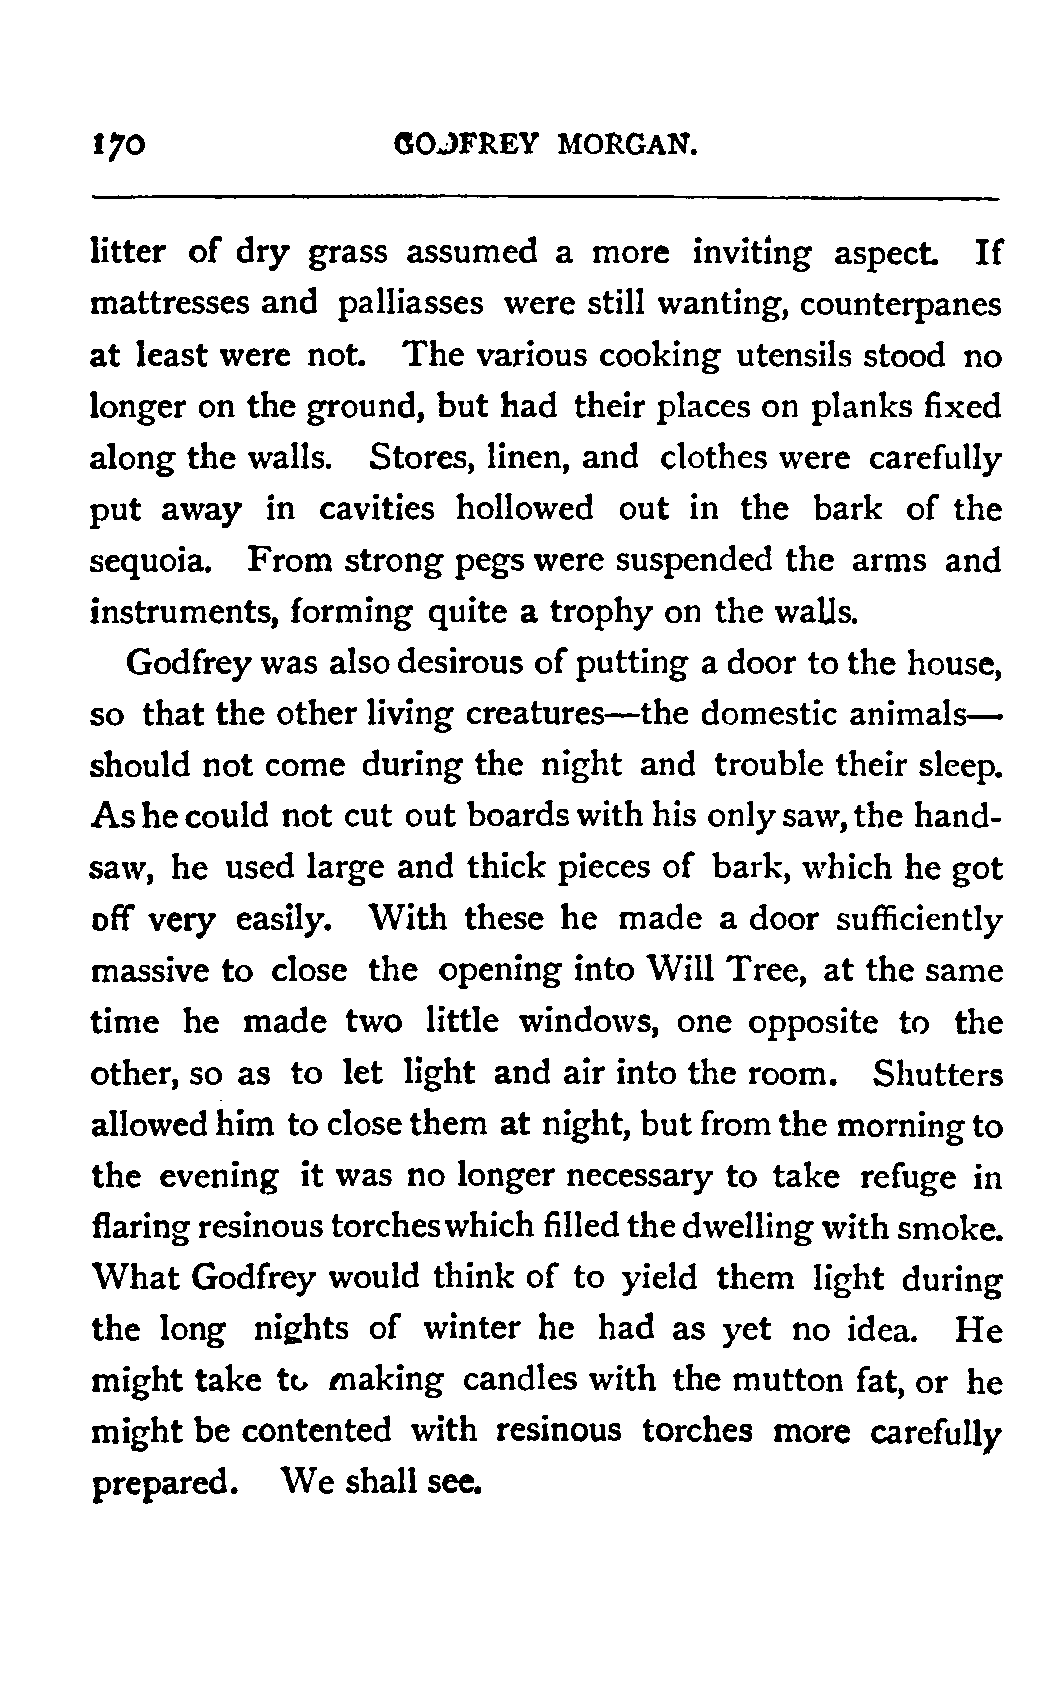 170 GODFREY MORGAN.
litter of dry grass assumed a more inviting aspect. If
mattresses and palliasses were still wanting, counterpanes
at least were not. The various cooking utensils stood no
longer on the ground, but had their places on planks fixed
along the walls. Stores, linen, and clothes were carefully
put away in cavities hollowed out in the bark of the
sequoia. From strong pegs were suspended the arms and
instruments, forming quite a trophy on the walls.
Godfrey was also desirous of putting a door to the house,
so that the other living creatures—the domestic animals—
should not come during the night and trouble their sleep.
As he could not cut out boards with his only saw, the hand-
saw, he used large and thick pieces of bark, which he got
off very easily. With these he made a door sufficiently
massive to close the opening into Will Tree, at the same
time he made two little windows, one opposite to the
other, so as to let light and air into the room. Shutters
allowed him to close them at night, but from the morning to
the evening it was no longer necessary to take refuge in
flaring resinous torches which filled the dwelling with smoke.
What Godfrey would think of to yield them light during
the long nights of winter he had as yet no idea. He
might take to making candles with the mutton fat, or he
might be contented with resinous torches more carefully
prepared. We shall see.